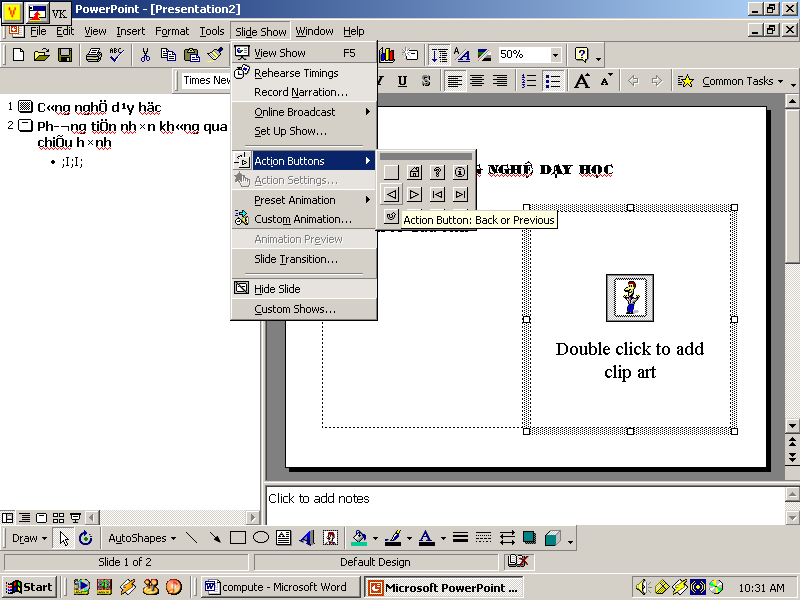 V VK PowerPoint - [Presentation2]
File Edit View Insert Format Tools Slide Show Window Help
50%
Times New
U S A A Common Tasks
View Show F5
Rehearse Timings
Record Narration...
Online Broadcast
Set Up Show...
Action Buttons
Action Settings...
Preset Animation
Custom Animation...
Animation Preview
Slide Transition...
Hide Slide
Custom Shows...
Action Button: Back or Previous
1 C«ng nghÖ d¹y häc
2 Ph­¬ng tiÖn nh×n kh«ng qua
chiÕu h×nh
• ;I;I;
NGHỆ DẠY HỌC
Double click to add
clip art
Click to add notes
Draw AutoShapes
Slide 1 of 2 Default Design
Start compute - Microsoft Word Microsoft PowerPoint ... 10:31 AM